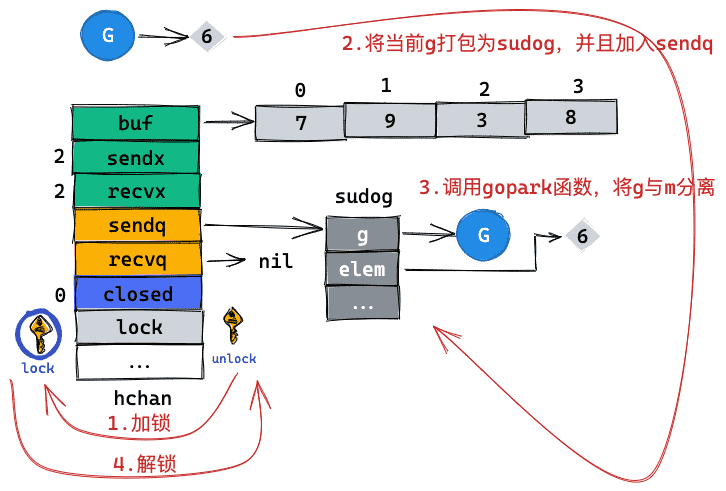 G
6
2.将当前g打包为sudog，并且加入sendq
0 1 2 3
buf
7 9 3 8
2 sendx
2 recvx
sudog
3.调用gopark函数，将g与m分离
sendq
g
G
6
recvq
nil
elem
0 closed
...
lock
lock
unlock
...
hchan
1.加锁
4.解锁